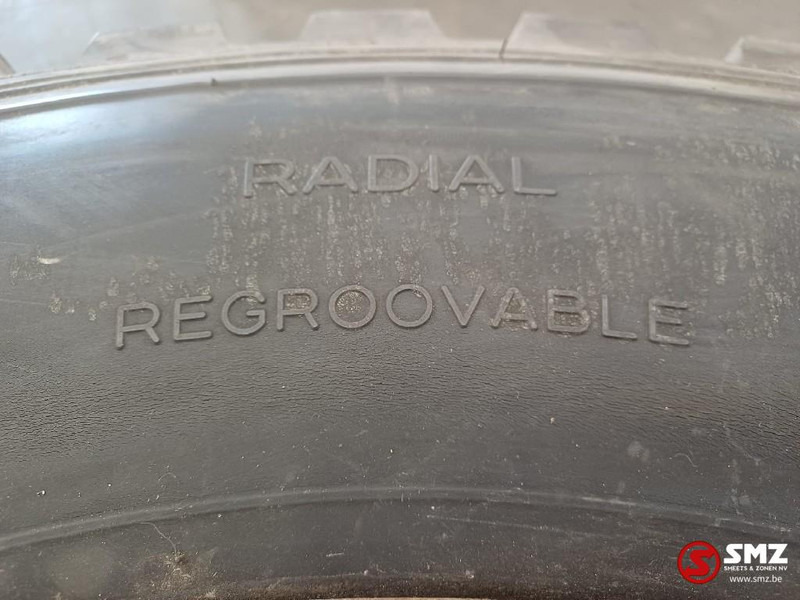 RADIAL
REGROOVABLE
SMZ
SMEETS & ZONEN NV
www.smz.be